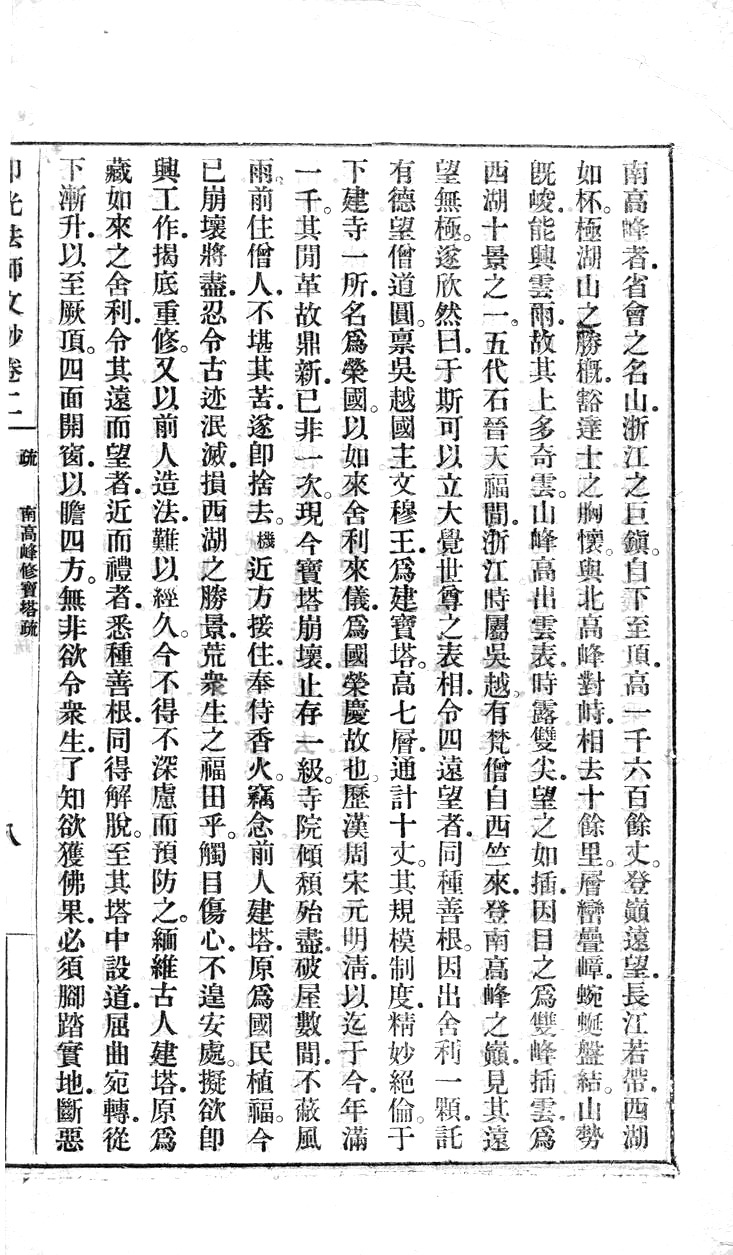 南高峰者。省會之名山。浙江之巨鎮。自下至頂。高一千六百餘丈。登巔遠望。長江若帶。西湖
如杯。極湖山之勝槪。豁達士之胸懷。與北高峰對峙。相去十餘里。層巒疊嶂。蜿蜒盤結。山勢
旣峻。能興雲雨。故其上多奇雲。山峰高出雲表。時露雙尖。望之如插。因目之爲雙峰插雲。爲
西湖十景之一。五代石晉天福間。浙江時屬吳越。有梵僧自西竺來。登南高峰之巔。見其遠
望無極。遂欣然曰。于斯可以立大覺世尊之表相。令四遠望者。同種善根。因出舍利一顆。託
有德望僧道圓。禀吳越國主文穆王。爲建寶塔。高七層。通計十丈。其規模制度。精妙絕倫。于
下建寺一所。名爲榮國。以如來舍利來儀。爲國榮慶故也。歷漢周宋元明淸。以迄于今。年滿
一千。其閒革故鼎新。已非一次。現今寶塔崩壞。止存一級。寺院傾頹殆盡。破屋數間。不蔽風
雨。前住僧人。不堪其苦。遂卽捨去。機近方接住。奉侍香火。竊念前人建塔。原爲國民植福。今
已崩壞將盡。忍令古迹泯滅。損西湖之勝景。荒衆生之福田乎。觸目傷心。不遑安處。擬欲卽
興工作。揭底重修。又以前人造法。難以經久。今不得不深慮而預防之。緬維古人建塔。原爲
藏如來之舍利。令其遠而望者。近而禮者。悉種善根。同得解脫。至其塔中設道。屈曲宛轉。從
下漸升。以至厥頂。四面開窗。以瞻四方。無非欲令衆生。了知欲獲佛果。必須腳踏實地。斷惡
印光法師文鈔卷二 疏 南高峰修寶塔疏 八